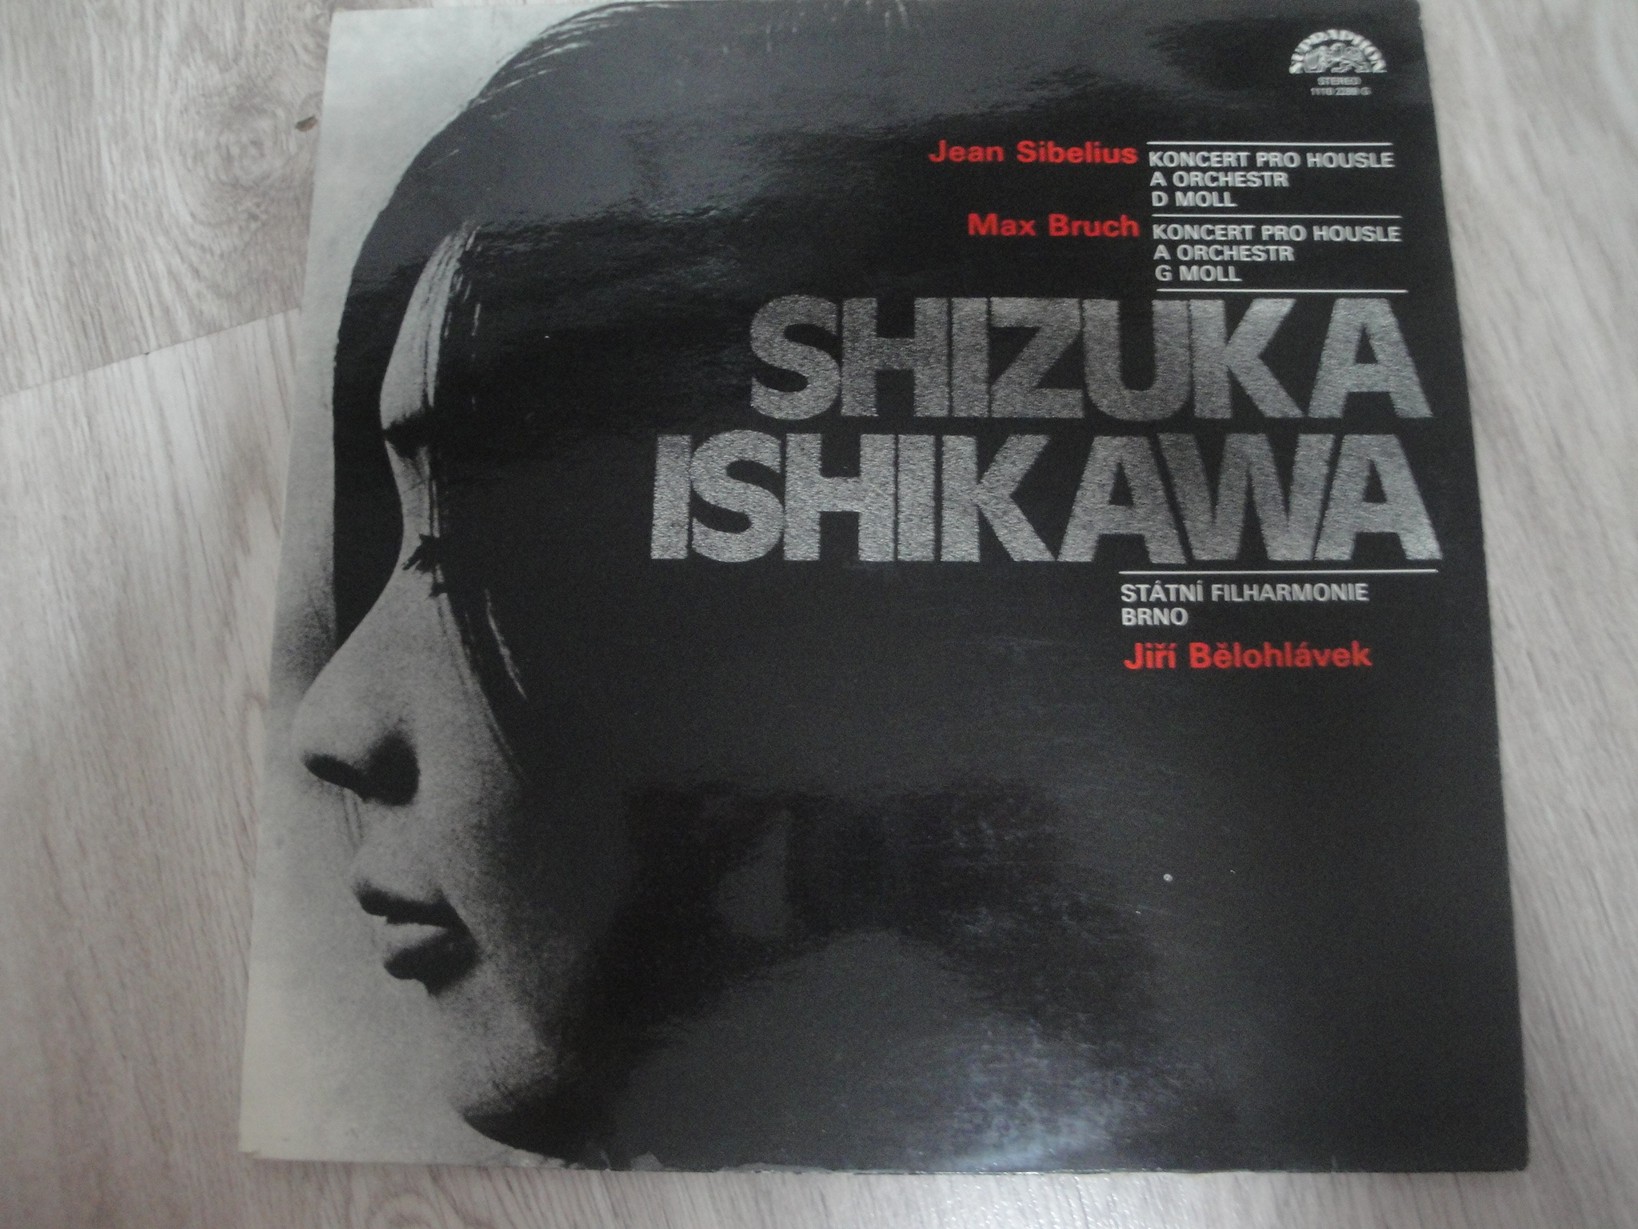 SUPRAPHON
STEREO
Jean Sibelius
KONCERT PRO HOUSLE
A ORCHESTR
D MOLL
Max Bruch
KONCERT PRO HOUSLE
A ORCHESTR
G MOLL
SHIZUKA
ISHIKAWA
STÁTNÍ FILHARMONIE
BRNO
Jiří Bělohlávek